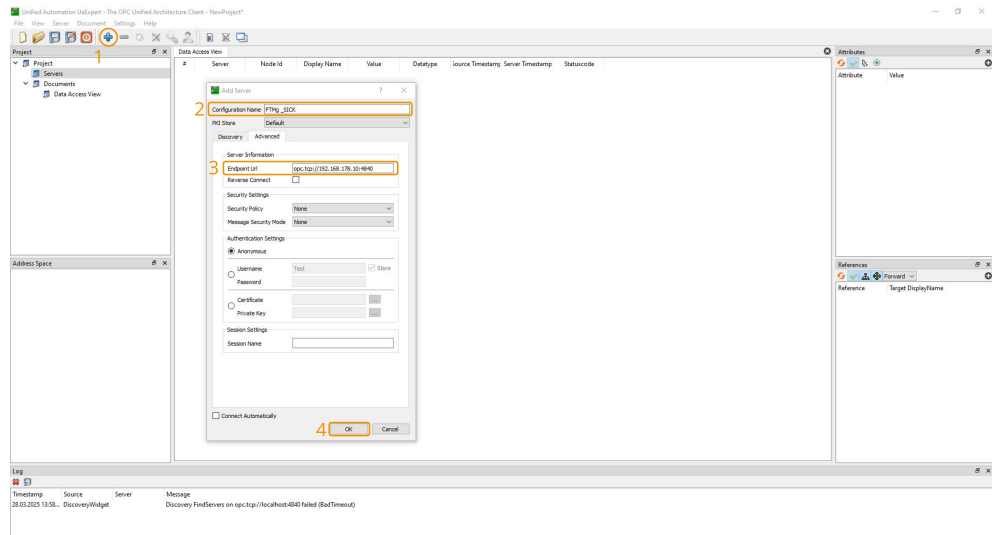 Unified Automation UaExpert - The OPC Unified Architecture Client - NewProject*
File View Server Document Settings Help
1
Project
Project
Servers
Documents
Data Access View
Data Access View
# Server Node Id Display Name Value Datatype Source Timestamp Server Timestamp Statuscode
Attributes
Attribute Value
Add Server
?
2
Configuration Name FTMg _SICK
PKI Store Default
Discovery Advanced
Server Information
3
Endpoint Url opc.tcp://192.168.178.10:4840
Reverse Connect
Security Settings
Security Policy None
Message Security Mode None
Authentication Settings
Anonymous
Username Test Store
Password
Certificate ...
Private Key ...
Session Settings
Session Name
Connect Automatically
4
OK Cancel
Address Space
References
Forward
Reference Target DisplayName
Log
Timestamp Source Server Message
28.03.2025 13:58... DiscoveryWidget Discovery FindServers on opc.tcp://localhost:4840 failed (BadTimeout)